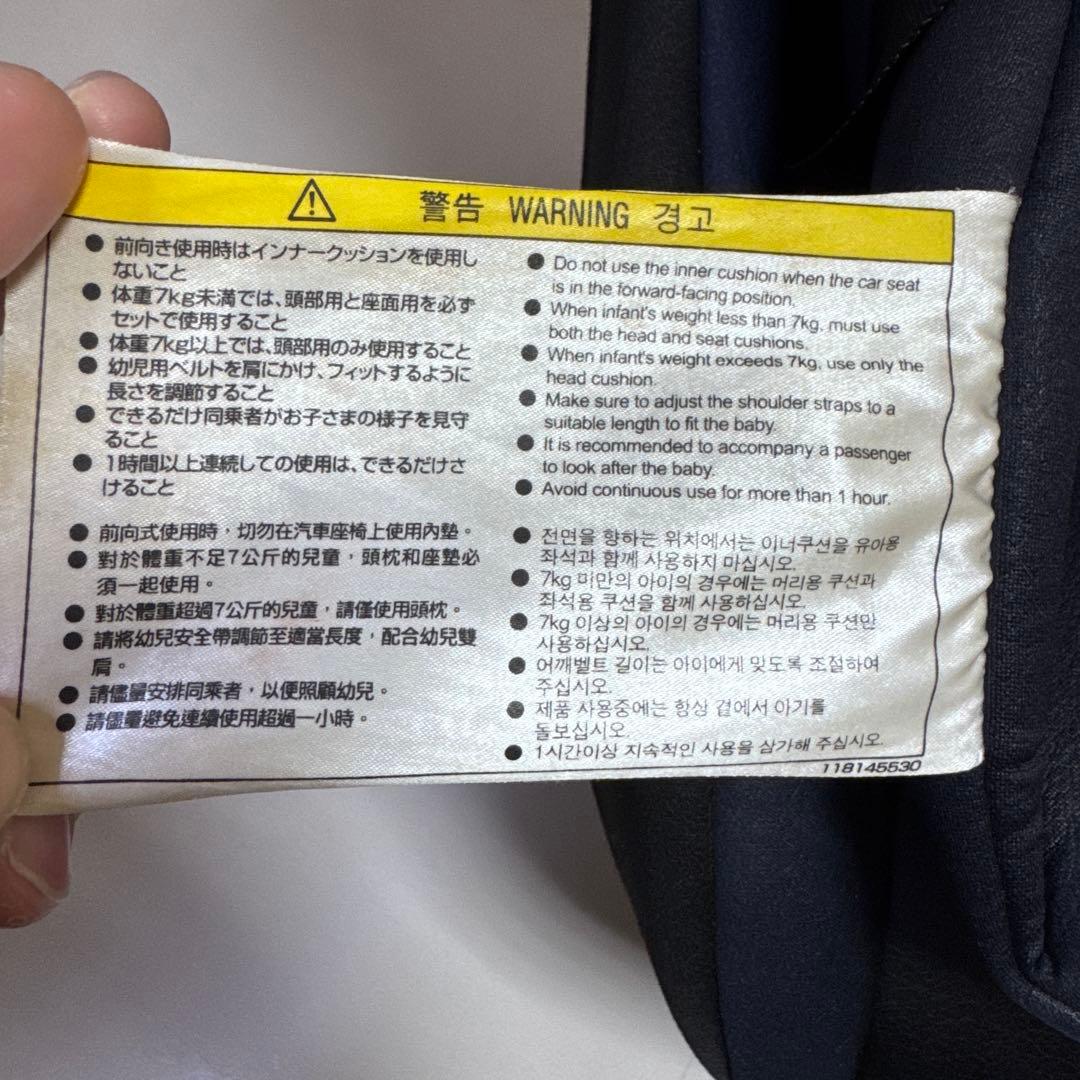 警告 WARNING 경고
● 前向き使用時はインナークッションを使用し
ないこと
● 体重7kg未満では、頭部用と座面用を必ず
セットで使用すること
● 体重7kg以上では、頭部用のみ使用すること
● 幼児用ベルトを肩にかけ、フィットするように
長さを調節すること
● できるだけ同乗者がお子さまの様子を見守
ること
● 1時間以上連続しての使用は、できるだけさ
けること
● Do not use the inner cushion when the car seat
is in the forward-facing position.
● When infant's weight less than 7kg, must use
both the head and seat cushions.
● When infant's weight exceeds 7kg, use only the
head cushion.
● Make sure to adjust the shoulder straps to a
suitable length to fit the baby.
● It is recommended to accompany a passenger
to look after the baby.
● Avoid continuous use for more than 1 hour.
● 前向式使用時，切勿在汽車座椅上使用內墊。
● 對於體重不足7公斤的兒童，頭枕和座墊必
須一起使用。
● 對於體重超過7公斤的兒童，請僅使用頭枕。
● 請將幼兒安全帶調節至適當長度，配合幼兒雙
肩。
● 請儘量安排同乘者，以便照顧幼兒。
● 請儘量避免連續使用超過一小時。
● 전면을 향하는 위치에서는 이너쿠션을 유아용
좌석과 함께 사용하지 마십시오.
● 7kg 미만의 아이의 경우에는 머리용 쿠션과
좌석용 쿠션을 함께 사용하십시오.
● 7kg 이상의 아이의 경우에는 머리용 쿠션만
사용하십시오.
● 어깨벨트 길이는 아이에게 맞도록 조절하여
주십시오.
● 제품 사용중에는 항상 곁에서 아기를
돌보십시오
● 1시간이상 지속적인 사용을 삼가해 주십시오.
118145530